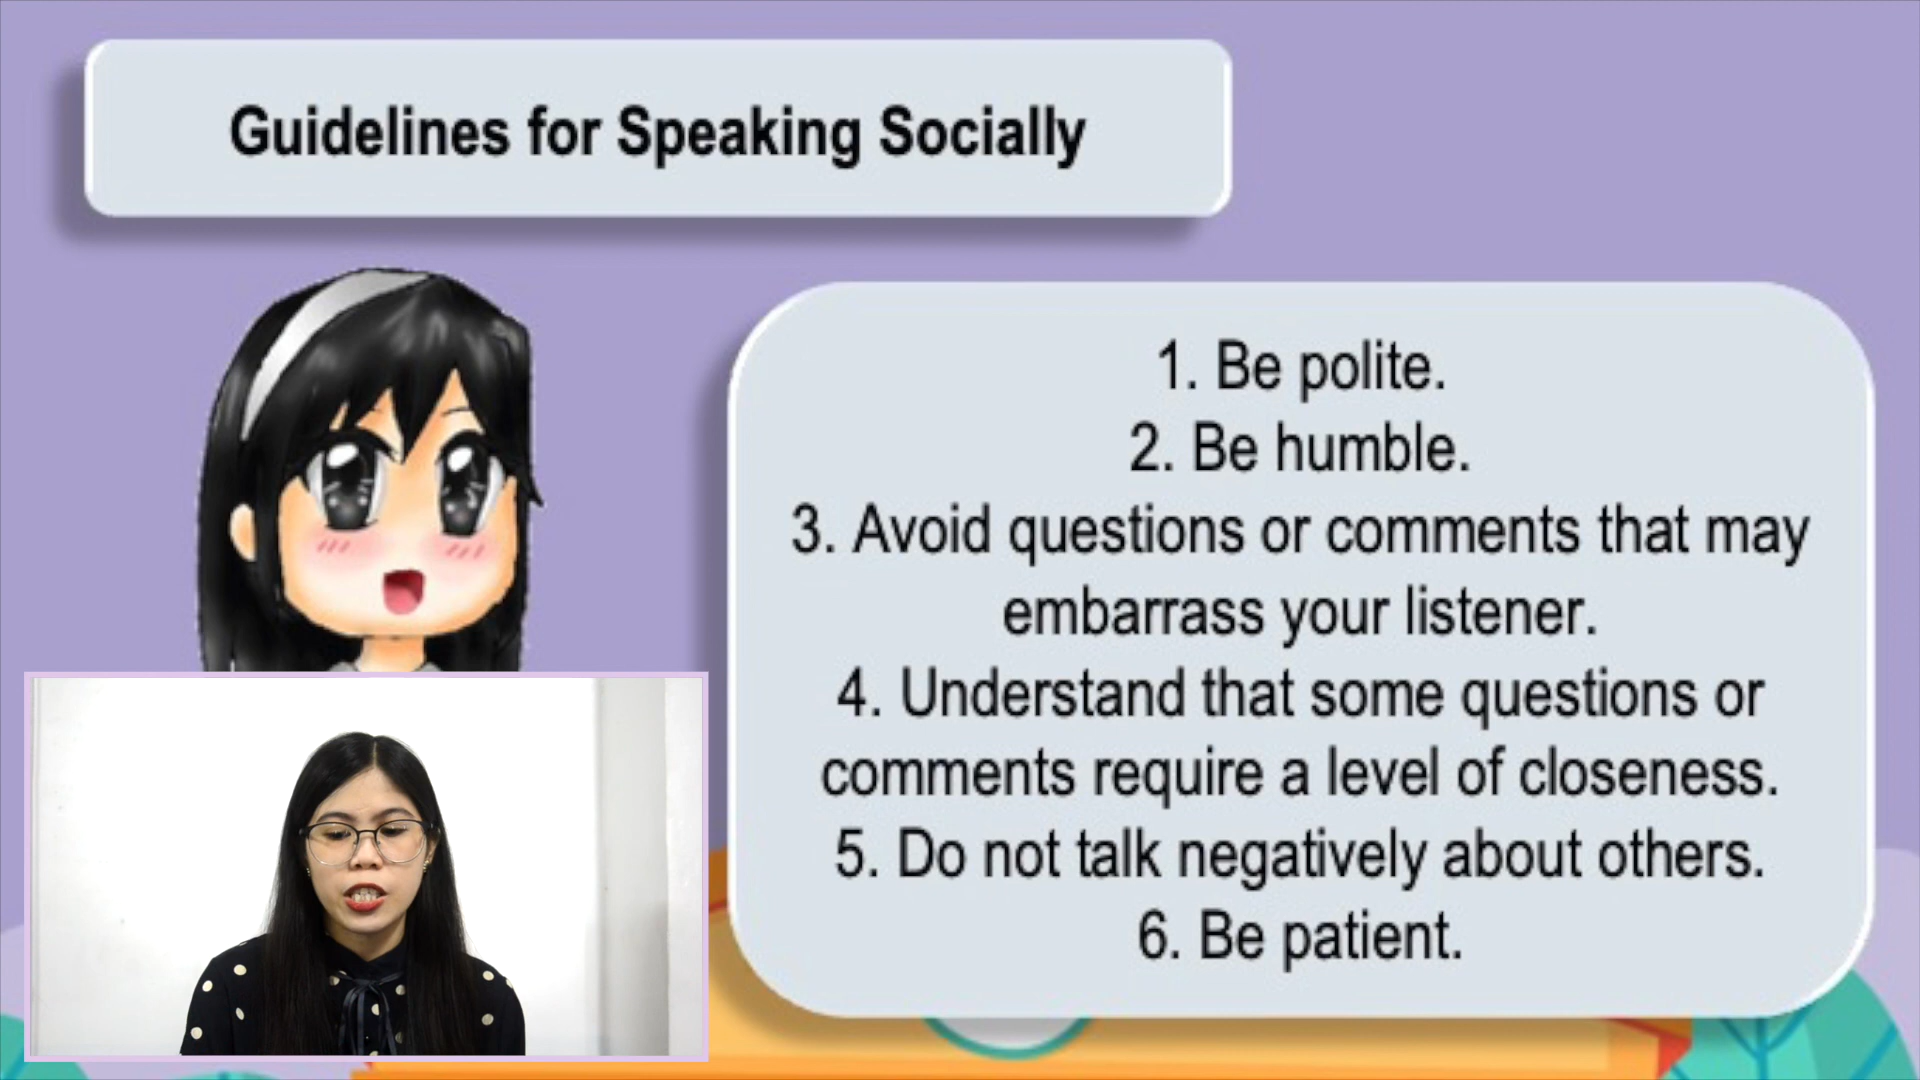 Guidelines for Speaking Socially
1. Be polite.
2. Be humble.
3. Avoid questions or comments that may
embarrass your listener.
4. Understand that some questions or
comments require a level of closeness.
5. Do not talk negatively about others.
6. Be patient.